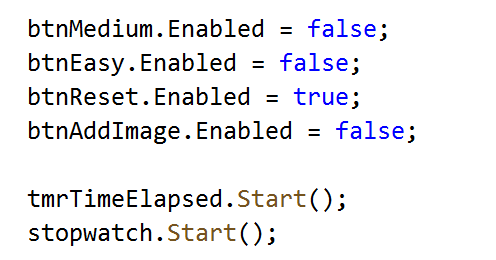 btnMedium.Enabled = false;
btnEasy.Enabled = false;
btnReset.Enabled = true;
btnAddImage.Enabled = false;
tmrTimeElapsed.Start();
stopwatch.Start();